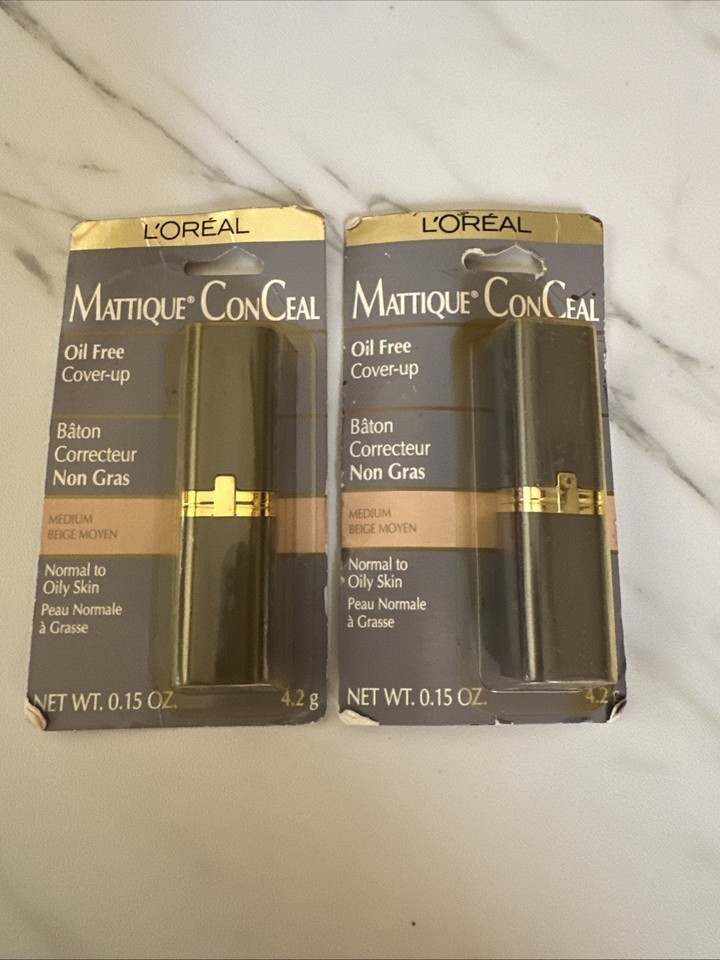 L'ORÉAL
MATTIQUE® CONCEAL
Oil Free
Cover-up
Bâton
Correcteur
Non Gras
MEDIUM
BEIGE MOYEN
Normal to
Oily Skin
Peau Normale
à Grasse
NET WT. 0.15 OZ. 4.2 g
L'ORÉAL
MATTIQUE® CONCEAL
Oil Free
Cover-up
Bâton
Correcteur
Non Gras
MEDIUM
BEIGE MOYEN
Normal to
Oily Skin
Peau Normale
à Grasse
NET WT. 0.15 OZ. 4.2 g